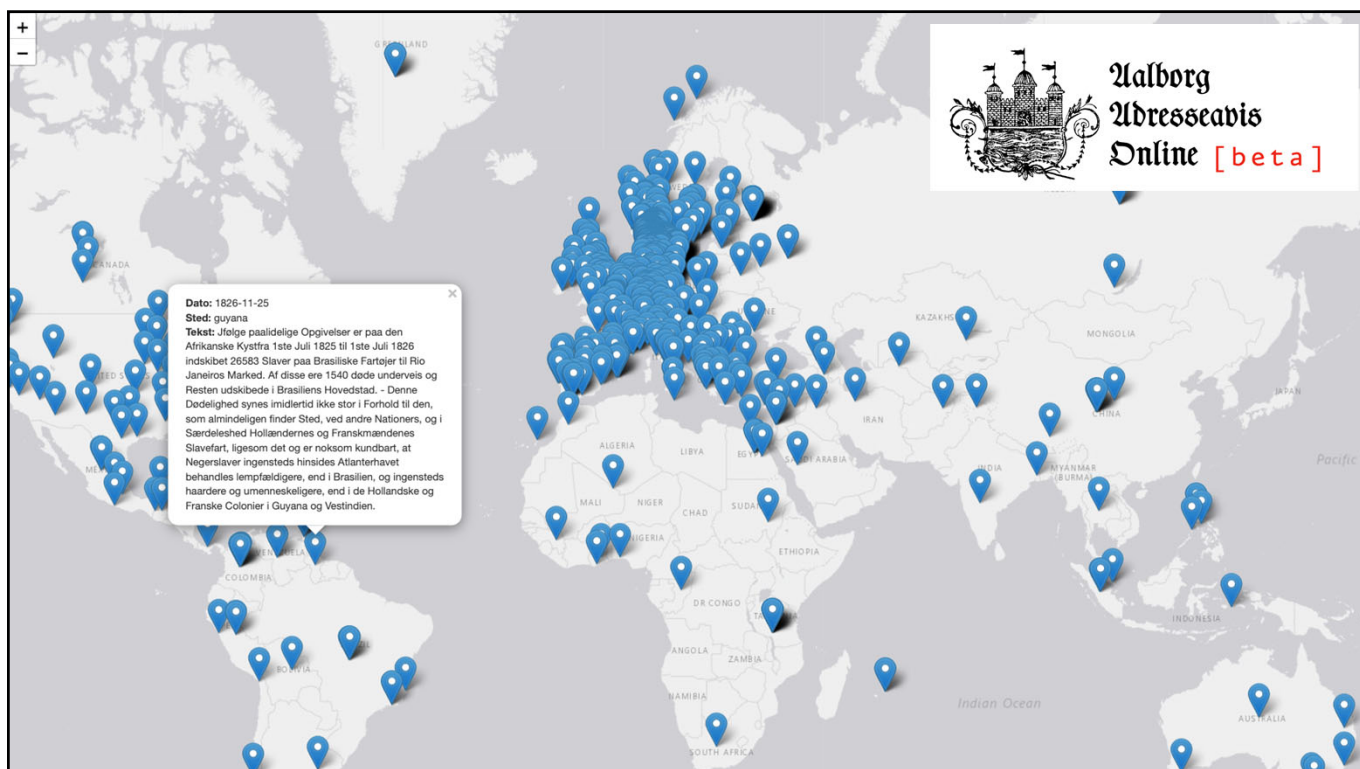 +
−
GREENLAND
Aalborg
Adresseavis
Online [beta]
CANADA
KAZAKHS
MONGOLIA
JAPAN
CHINA
IRAN
ALGERIA
LIBYA
EGYP
SAUDI ARABIA
INDIA
MYANMAR
(BURMA)
Pacific
MALI
NIGER
CHAD
SUDA
NIGERIA
ETHIOPIA
VENEZUELA
COLOMBIA
DR CONGO
INDONESIA
ANGOLA
ZAMBIA
BOLIVIA
NAMIBIA
Indian Ocean
AUSTRALIA
SOUTH AFRICA
×
Dato: 1826-11-25
Sted: guyana
Tekst: Jfølge paalidelige Opgivelser er paa den
Afrikanske Kystfra 1ste Juli 1825 til 1ste Juli 1826
indskibet 26583 Slaver paa Brasiliske Fartøjer til Rio
Janeiros Marked. Af disse ere 1540 døde underveis og
Resten udskibede i Brasiliens Hovedstad. - Denne
Dødelighed synes imidlertid ikke stor i Forhold til den,
som almindeligen finder Sted, ved andre Nationers, og i
Særdeleshed Hollændernes og Franskmændenes
Slavefart, ligesom det og er noksom kundbart, at
Negerslaver ingensteds hinsides Atlanterhavet
behandles lempfældigere, end i Brasilien, og ingensteds
haardere og umenneskeligere, end i de Hollandske og
Franske Colonier i Guyana og Vestindien.